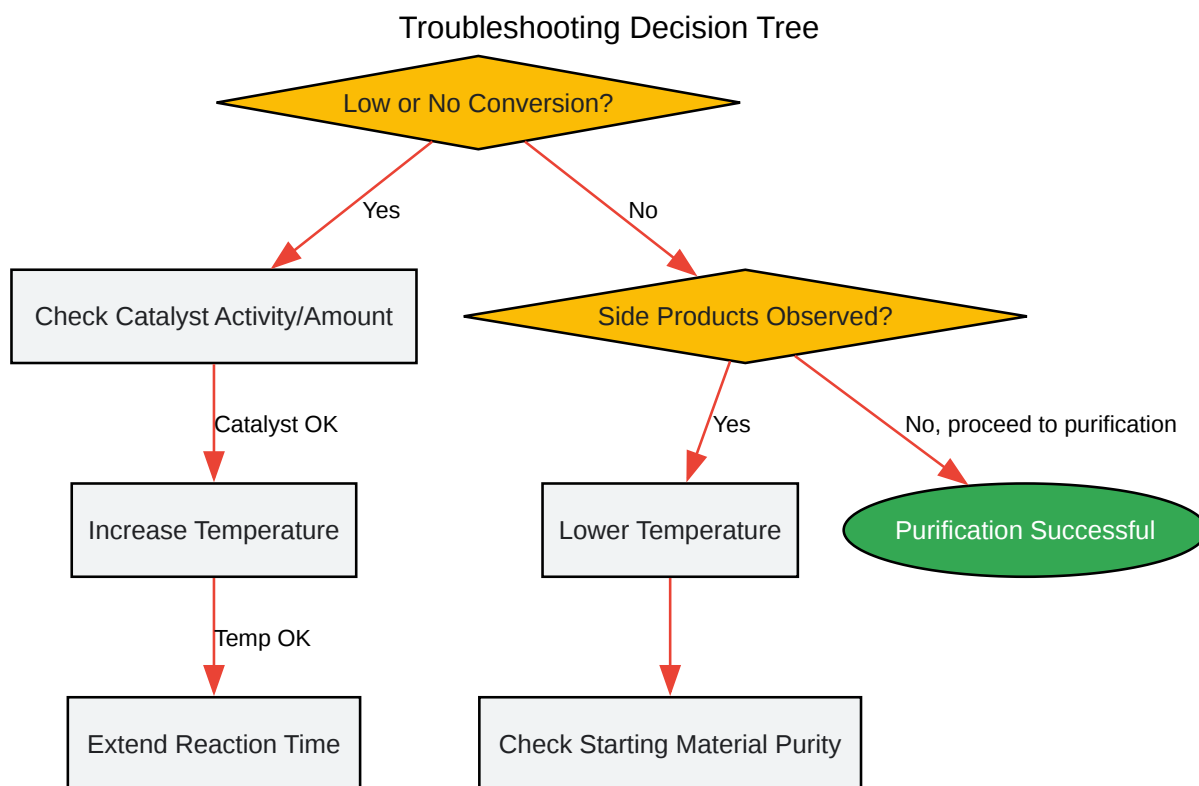 Troubleshooting Decision Tree
Low or No Conversion?
Yes
No
Check Catalyst Activity/Amount
Side Products Observed?
Catalyst OK
Yes
No, proceed to purification
Increase Temperature
Lower Temperature
Purification Successful
Temp OK
Extend Reaction Time
Check Starting Material Purity